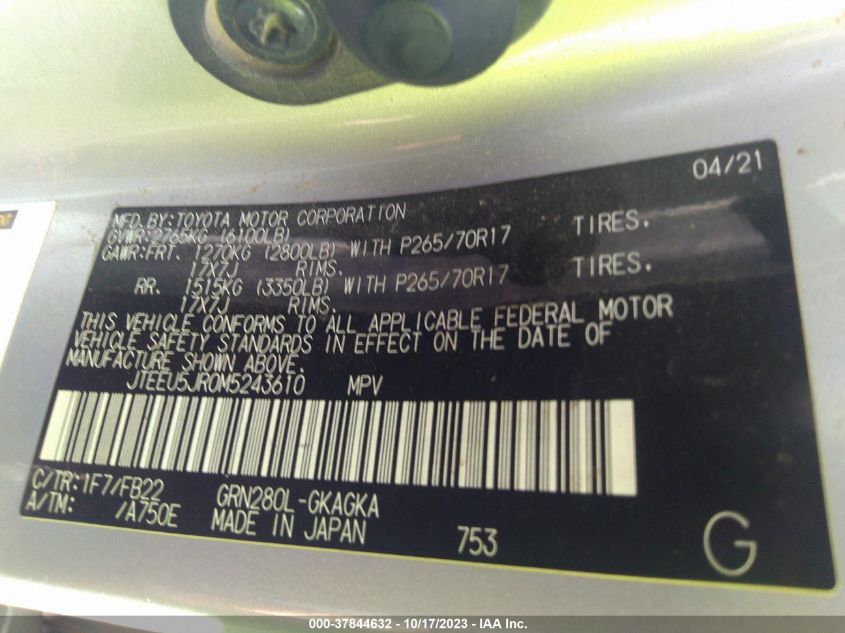 04/21
MFD.BY:TOYOTA MOTOR CORPORATION
GVWR:2765KG (6100LB)
GAWR:FRT. 1270KG (2800LB) WITH P265/70R17 TIRES.
17X7J RIMS.
RR. 1515KG (3350LB) WITH P265/70R17 TIRES.
17X7J RIMS.
THIS VEHICLE CONFORMS TO ALL APPLICABLE FEDERAL MOTOR
VEHICLE SAFETY STANDARDS IN EFFECT ON THE DATE OF
MANUFACTURE SHOWN ABOVE.
JTEEU5JR0M5243610 MPV
C/TR:1F7/FB22
A/TM: /A750E
GRN280L-GKAGKA
MADE IN JAPAN
753
G
000-37844632 - 10/17/2023 - IAA Inc.